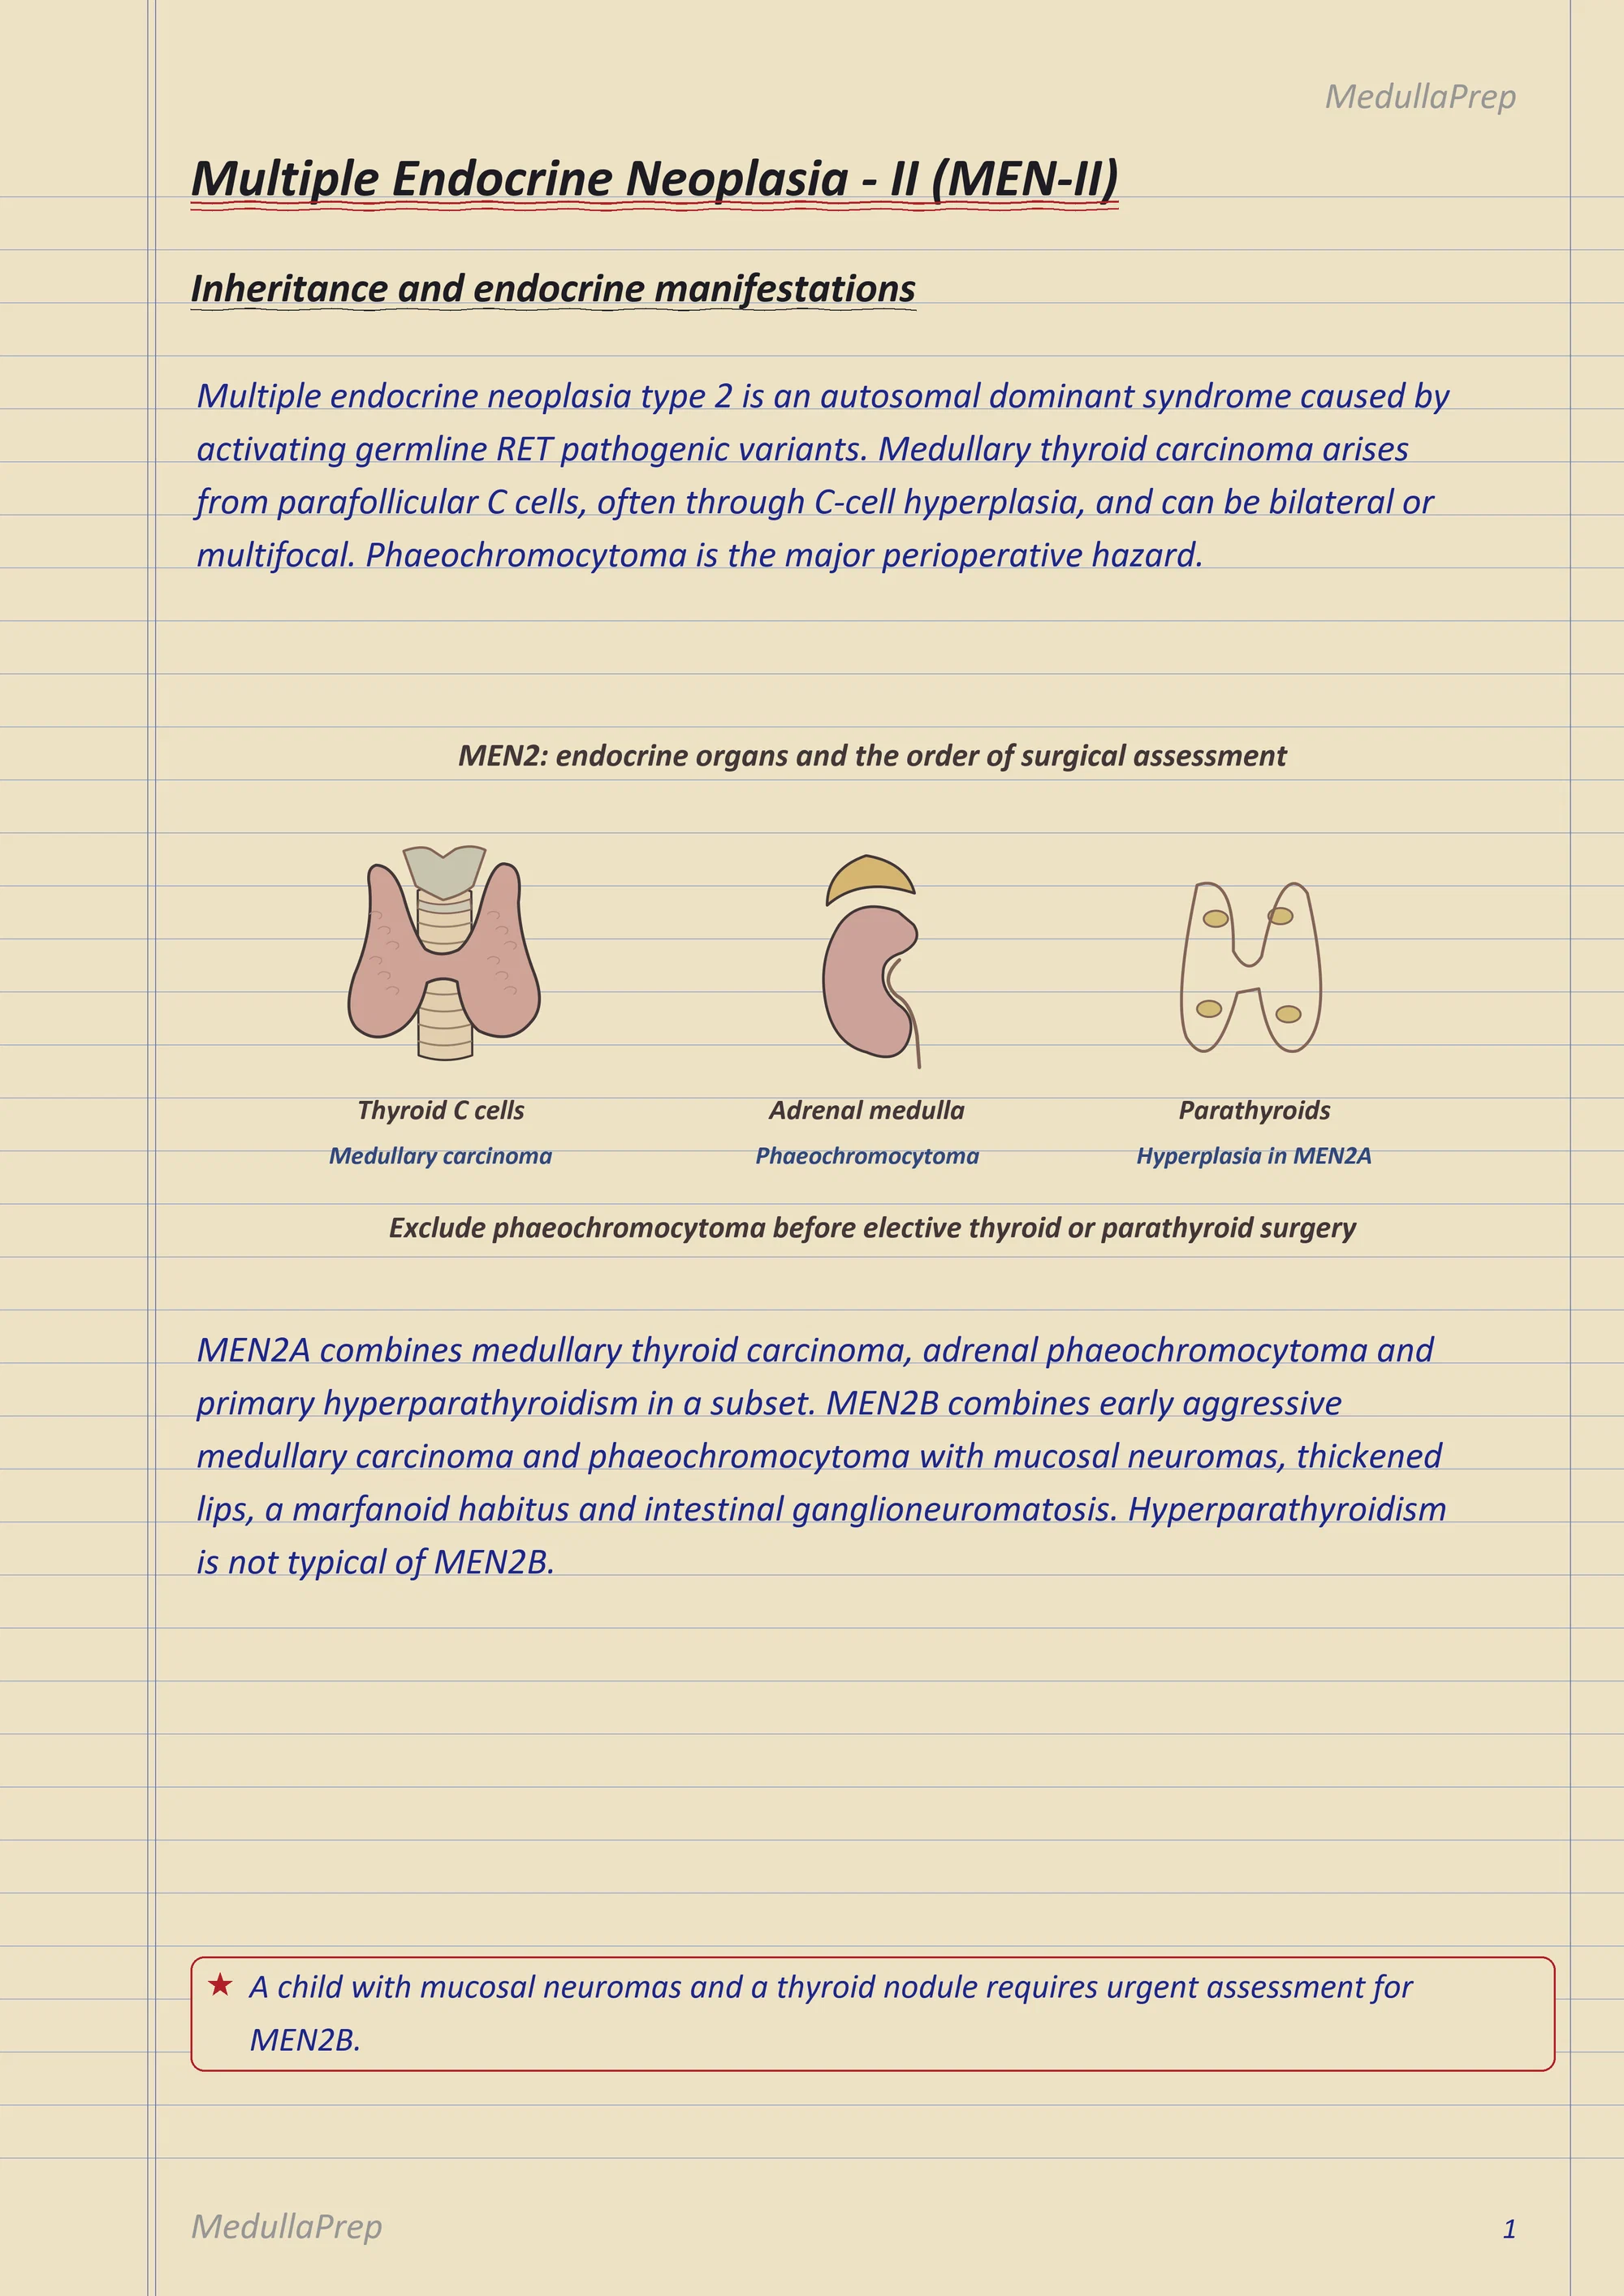 MedullaPrep
Multiple Endocrine Neoplasia - II (MEN-II)
Inheritance and endocrine manifestations
Multiple endocrine neoplasia type 2 is an autosomal dominant syndrome caused by
activating germline RET pathogenic variants. Medullary thyroid carcinoma arises
from parafollicular C cells, often through C-cell hyperplasia, and can be bilateral or
multifocal. Phaeochromocytoma is the major perioperative hazard.
MEN2: endocrine organs and the order of surgical assessment
Thyroid C cells
Medullary carcinoma
Adrenal medulla
Phaeochromocytoma
Parathyroids
Hyperplasia in MEN2A
Exclude phaeochromocytoma before elective thyroid or parathyroid surgery
MEN2A combines medullary thyroid carcinoma, adrenal phaeochromocytoma and
primary hyperparathyroidism in a subset. MEN2B combines early aggressive
medullary carcinoma and phaeochromocytoma with mucosal neuromas, thickened
lips, a marfanoid habitus and intestinal ganglioneuromatosis. Hyperparathyroidism
is not typical of MEN2B.
★ A child with mucosal neuromas and a thyroid nodule requires urgent assessment for
MEN2B.
MedullaPrep
1